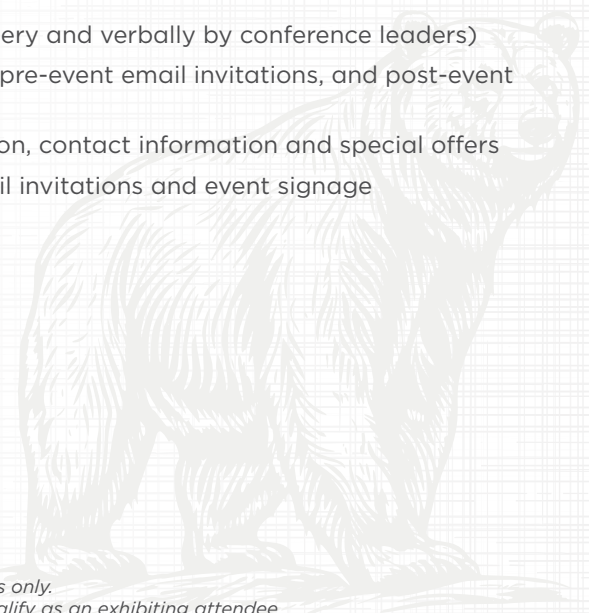 ery and verbally by conference leaders)
pre-event email invitations, and post-event
on, contact information and special offers
il invitations and event signage
s only.
alify as an exhibiting attendee